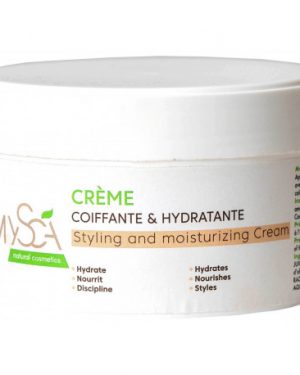 MySCA
natural cosmetics
CRÈME
COIFFANTE & HYDRATANTE
Styling and moisturizing Cream
• Hydrate
• Nourrit
• Discipline
• Hydrates
• Nourishes
• Styles